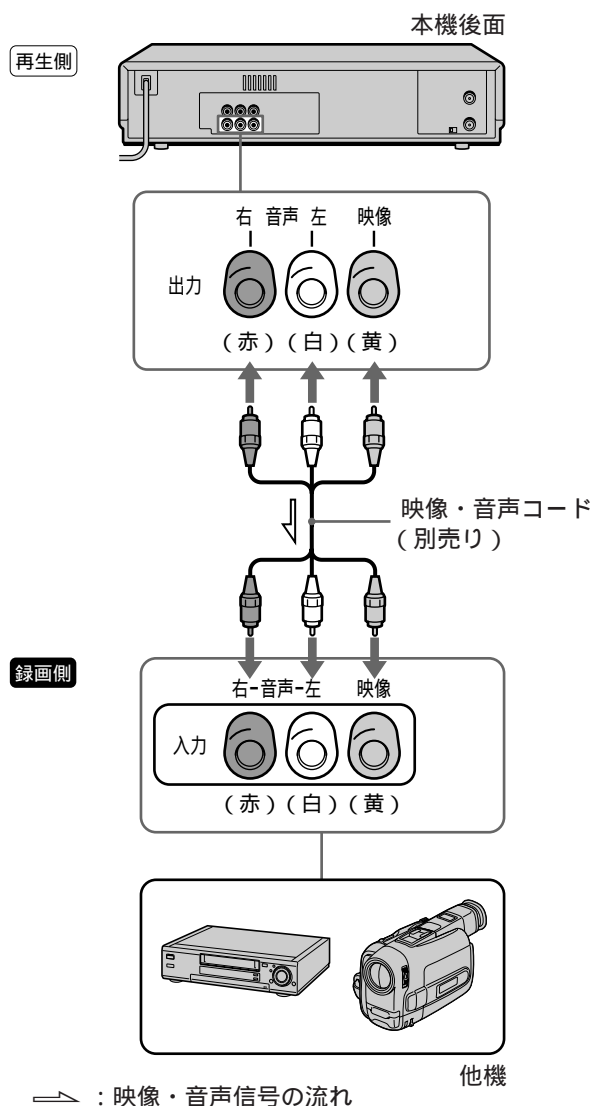 本機後面
再生側
右 音声 左 映像
出力
(赤)(白)(黄)
映像・音声コード
(別売り)
録画側
右-音声-左 映像
入力
(赤)(白)(黄)
他機
:映像・音声信号の流れ